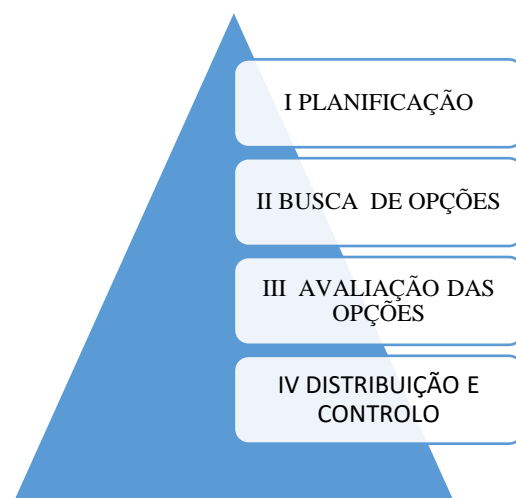 I PLANIFICAÇÃO
II BUSCA DE OPÇÕES
III AVALIAÇÃO DAS
OPÇÕES
IV DISTRIBUIÇÃO E
CONTROLO